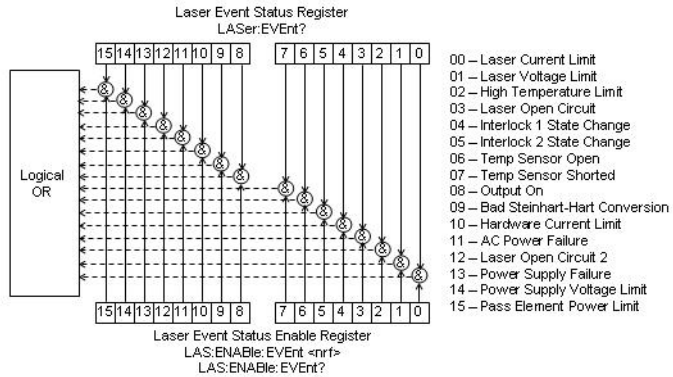 Laser Event Status Register
LASer:EVEnt?
15 14 13 12 11 10 9 8 7 6 5 4 3 2 1 0
& & & & & & & & & & & & & & & &
Logical
OR
15 14 13 12 11 10 9 8 7 6 5 4 3 2 1 0
Laser Event Status Enable Register
LAS:ENABle:EVEnt <nrf>
LAS:ENABle:EVEnt?
00 – Laser Current Limit
01 – Laser Voltage Limit
02 – High Temperature Limit
03 – Laser Open Circuit
04 – Interlock 1 State Change
05 – Interlock 2 State Change
06 – Temp Sensor Open
07 – Temp Sensor Shorted
08 – Output On
09 – Bad Steinhart-Hart Conversion
10 – Hardware Current Limit
11 – AC Power Failure
12 – Laser Open Circuit 2
13 – Power Supply Failure
14 – Power Supply Voltage Limit
15 – Pass Element Power Limit